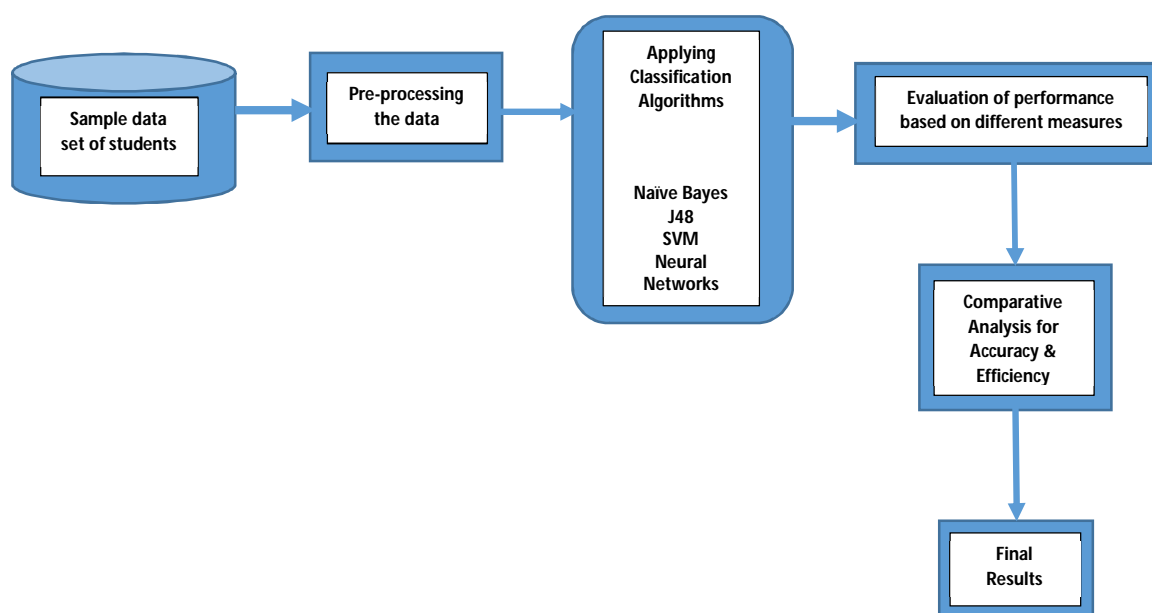 Sample data
set of students
Pre-processing
the data
Applying
Classification
Algorithms
Naïve Bayes
J48
SVM
Neural
Networks
Evaluation of performance
based on different measures
Comparative
Analysis for
Accuracy &
Efficiency
Final
Results